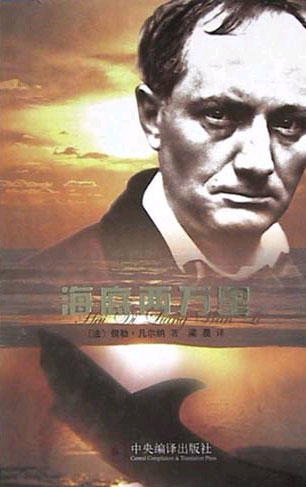 海底两万里
[法] 儒勒·凡尔纳 著 梁 晨 译
中央编译出版社
Central Compilation & Translation Press